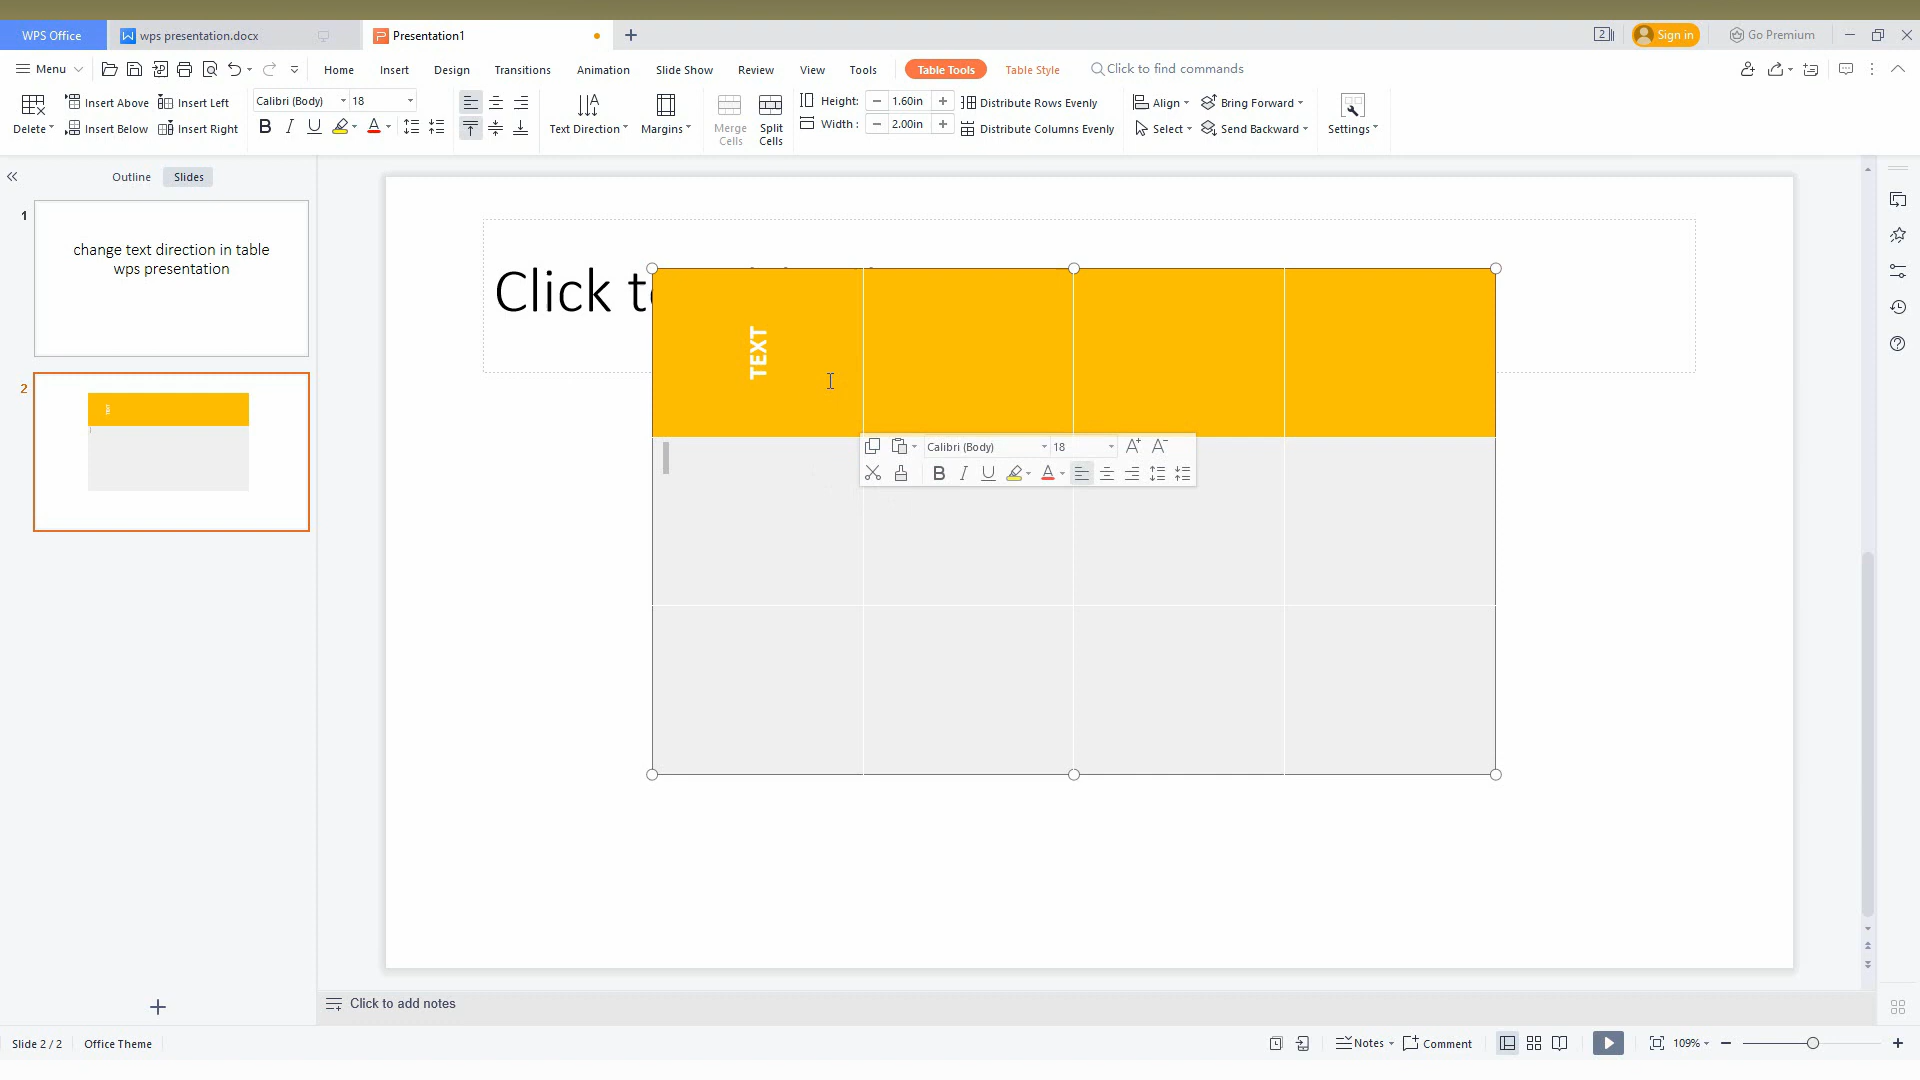 WPS Office
wps presentation.docx
Presentation1
2
Sign in
Go Premium
Menu
Home
Insert
Design
Transitions
Animation
Slide Show
Review
View
Tools
Table Tools
Table Style
Click to find commands
Delete
Insert Above
Insert Left
Insert Below
Insert Right
Calibri (Body)
18
B I U A
Text Direction
Margins
Merge Cells
Split Cells
Height:
1.60in
Width :
2.00in
Distribute Rows Evenly
Distribute Columns Evenly
Align
Bring Forward
Select
Send Backward
Settings
Outline
Slides
1
change text direction in table
wps presentation
2
Click to
TEXT
Calibri (Body)
18
A+ A-
B I U A
Click to add notes
Slide 2 / 2
Office Theme
Notes
Comment
109%